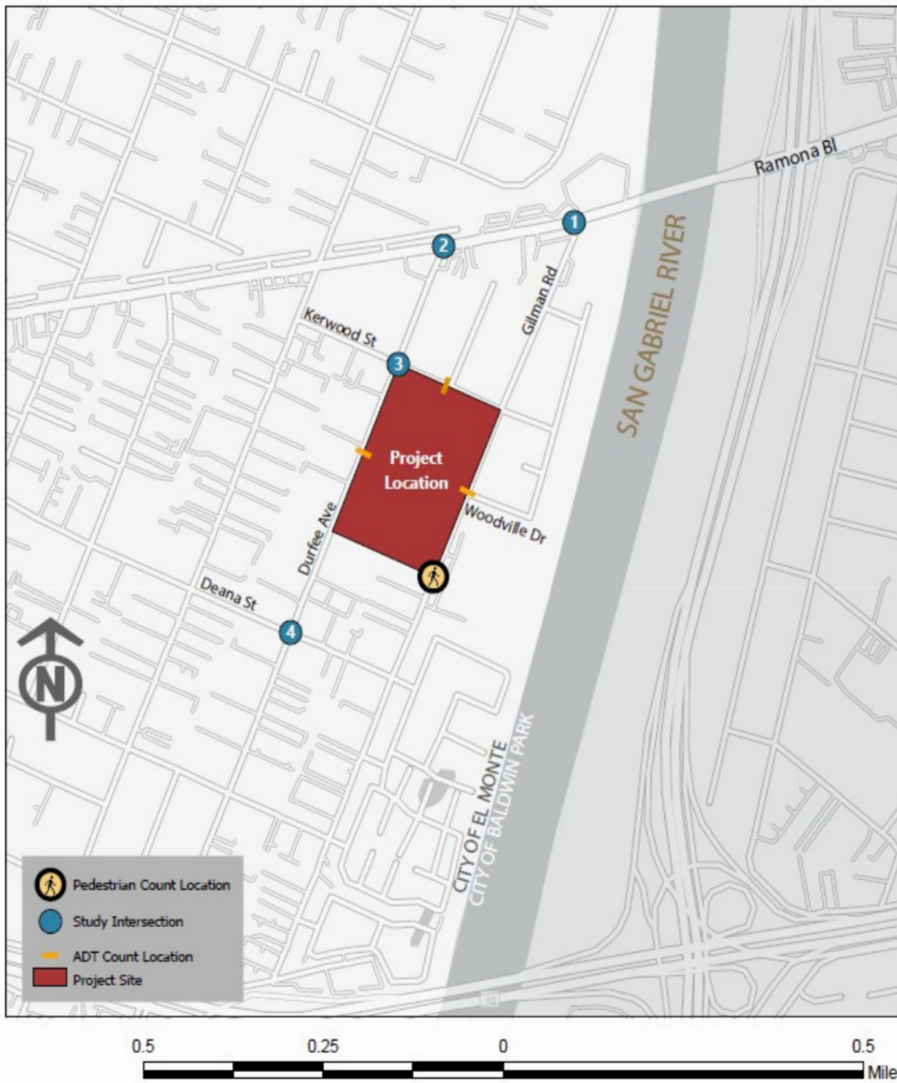 Ramona Bl
1
2
Gilman Rd
SAN GABRIEL RIVER
Kerwood St
3
Project
Location
Woodville Dr
Durfee Ave
Deana St
4
N
CITY OF EL MONTE
CITY OF BALDWIN PARK
Pedestrian Count Location
Study Intersection
ADT Count Location
Project Site
10
0.5 0.25 0 0.5
Mile